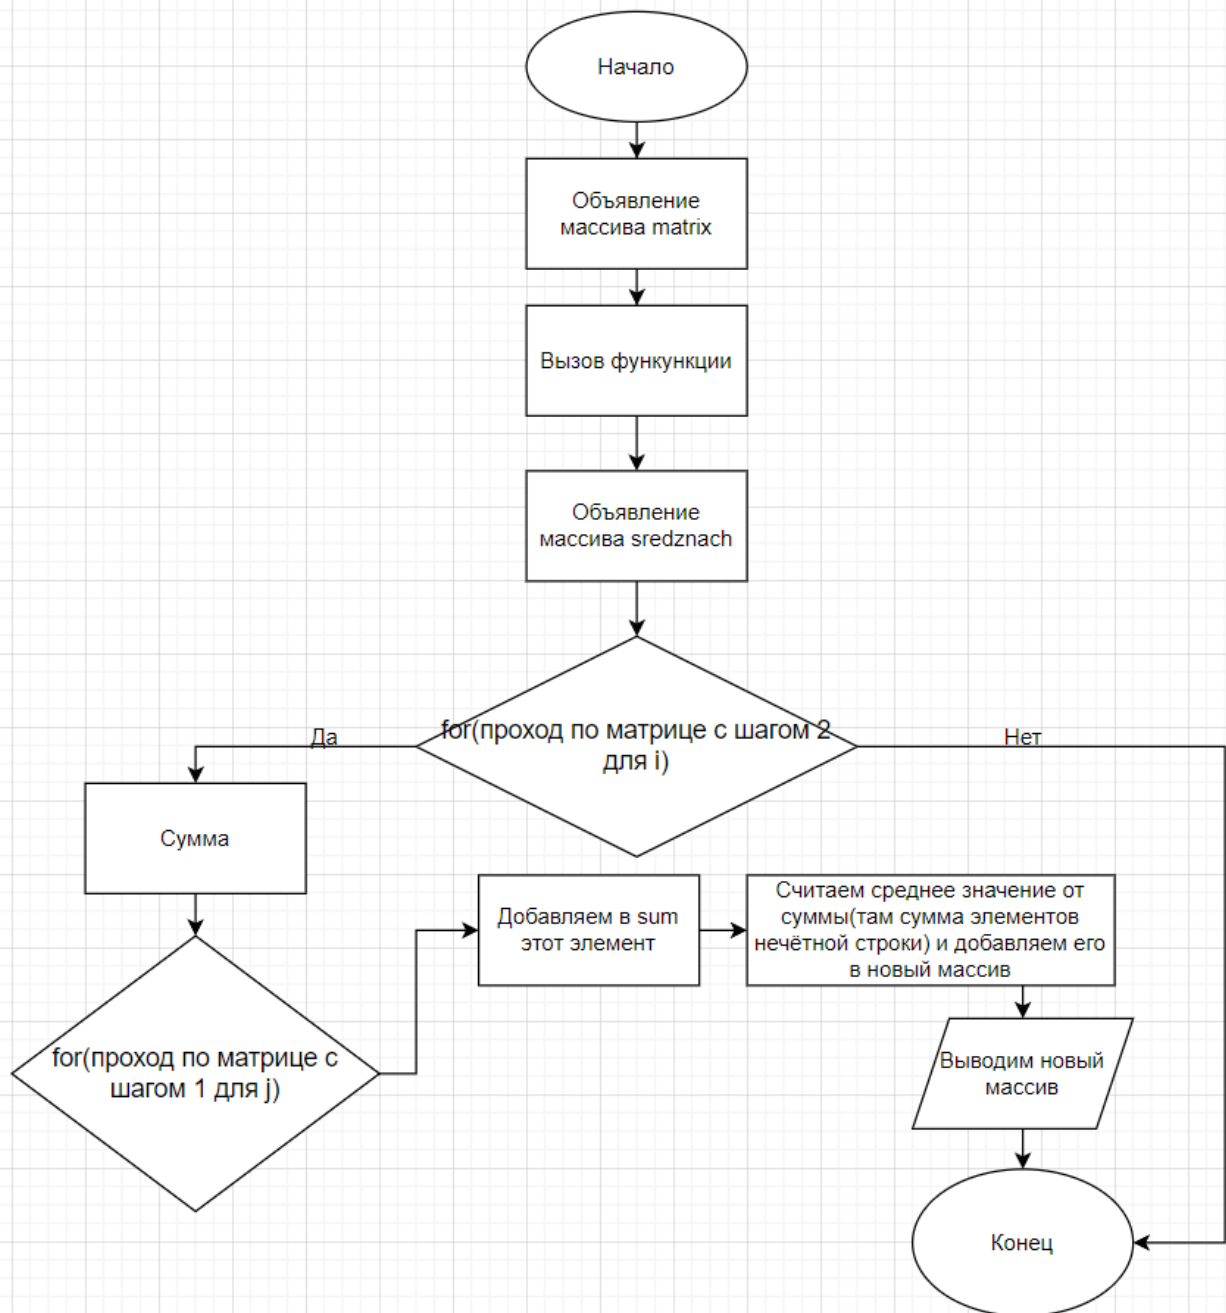 Начало
Объявление
массива matrix
Вызов функункции
Объявление
массива sredznach
for(проход по матрице с шагом 2
для i)
Да
Нет
Сумма
for(проход по матрице с
шагом 1 для j)
Добавляем в sum
этот элемент
Считаем среднее значение от
суммы(там сумма элементов
нечётной строки) и добавляем его
в новый массив
Выводим новый
массив
Конец